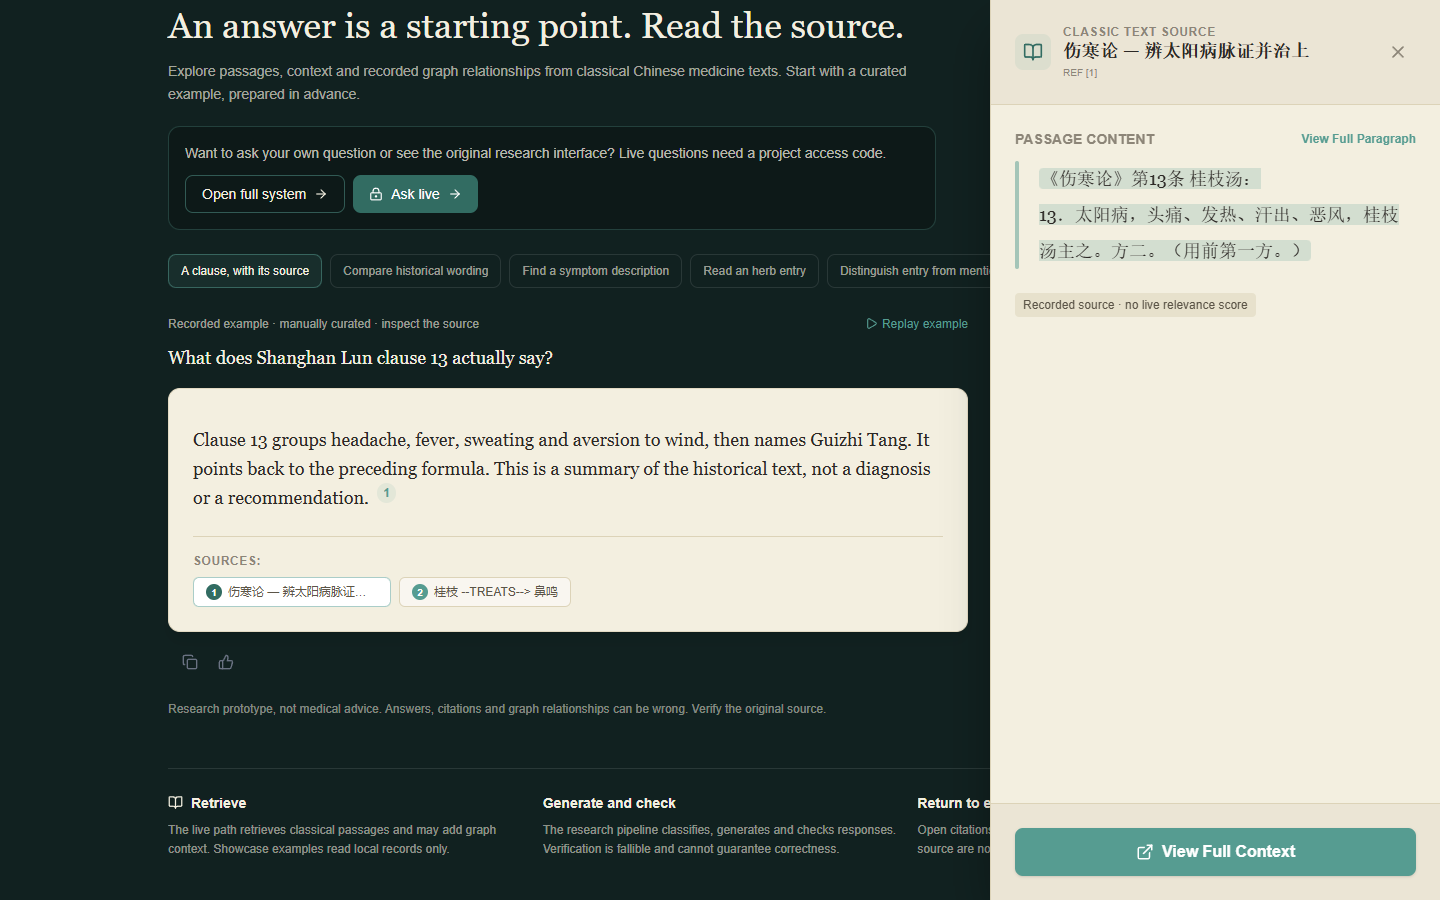 An answer is a starting point. Read the source.
Explore passages, context and recorded graph relationships from classical Chinese medicine texts. Start with a curated
example, prepared in advance.
Want to ask your own question or see the original research interface? Live questions need a project access code.
Open full system
Ask live
A clause, with its source
Compare historical wording
Find a symptom description
Read an herb entry
Distinguish entry from menti
Recorded example · manually curated · inspect the source
Replay example
What does Shanghan Lun clause 13 actually say?
Clause 13 groups headache, fever, sweating and aversion to wind, then names Guizhi Tang. It
points back to the preceding formula. This is a summary of the historical text, not a diagnosis
or a recommendation. 1
SOURCES:
1 伤寒论 — 辨太阳病脉证...
2 桂枝 --TREATS--> 鼻鸣
Research prototype, not medical advice. Answers, citations and graph relationships can be wrong. Verify the original source.
Retrieve
The live path retrieves classical passages and may add graph
context. Showcase examples read local records only.
Generate and check
The research pipeline classifies, generates and checks responses.
Verification is fallible and cannot guarantee correctness.
Return to e
Open citations
source are no
CLASSIC TEXT SOURCE
伤寒论 — 辨太阳病脉证并治上
REF [1]
PASSAGE CONTENT
View Full Paragraph
《伤寒论》第13条 桂枝汤：
13．太阳病，头痛、发热、汗出、恶风，桂枝
汤主之。方二。（用前第一方。）
Recorded source · no live relevance score
View Full Context